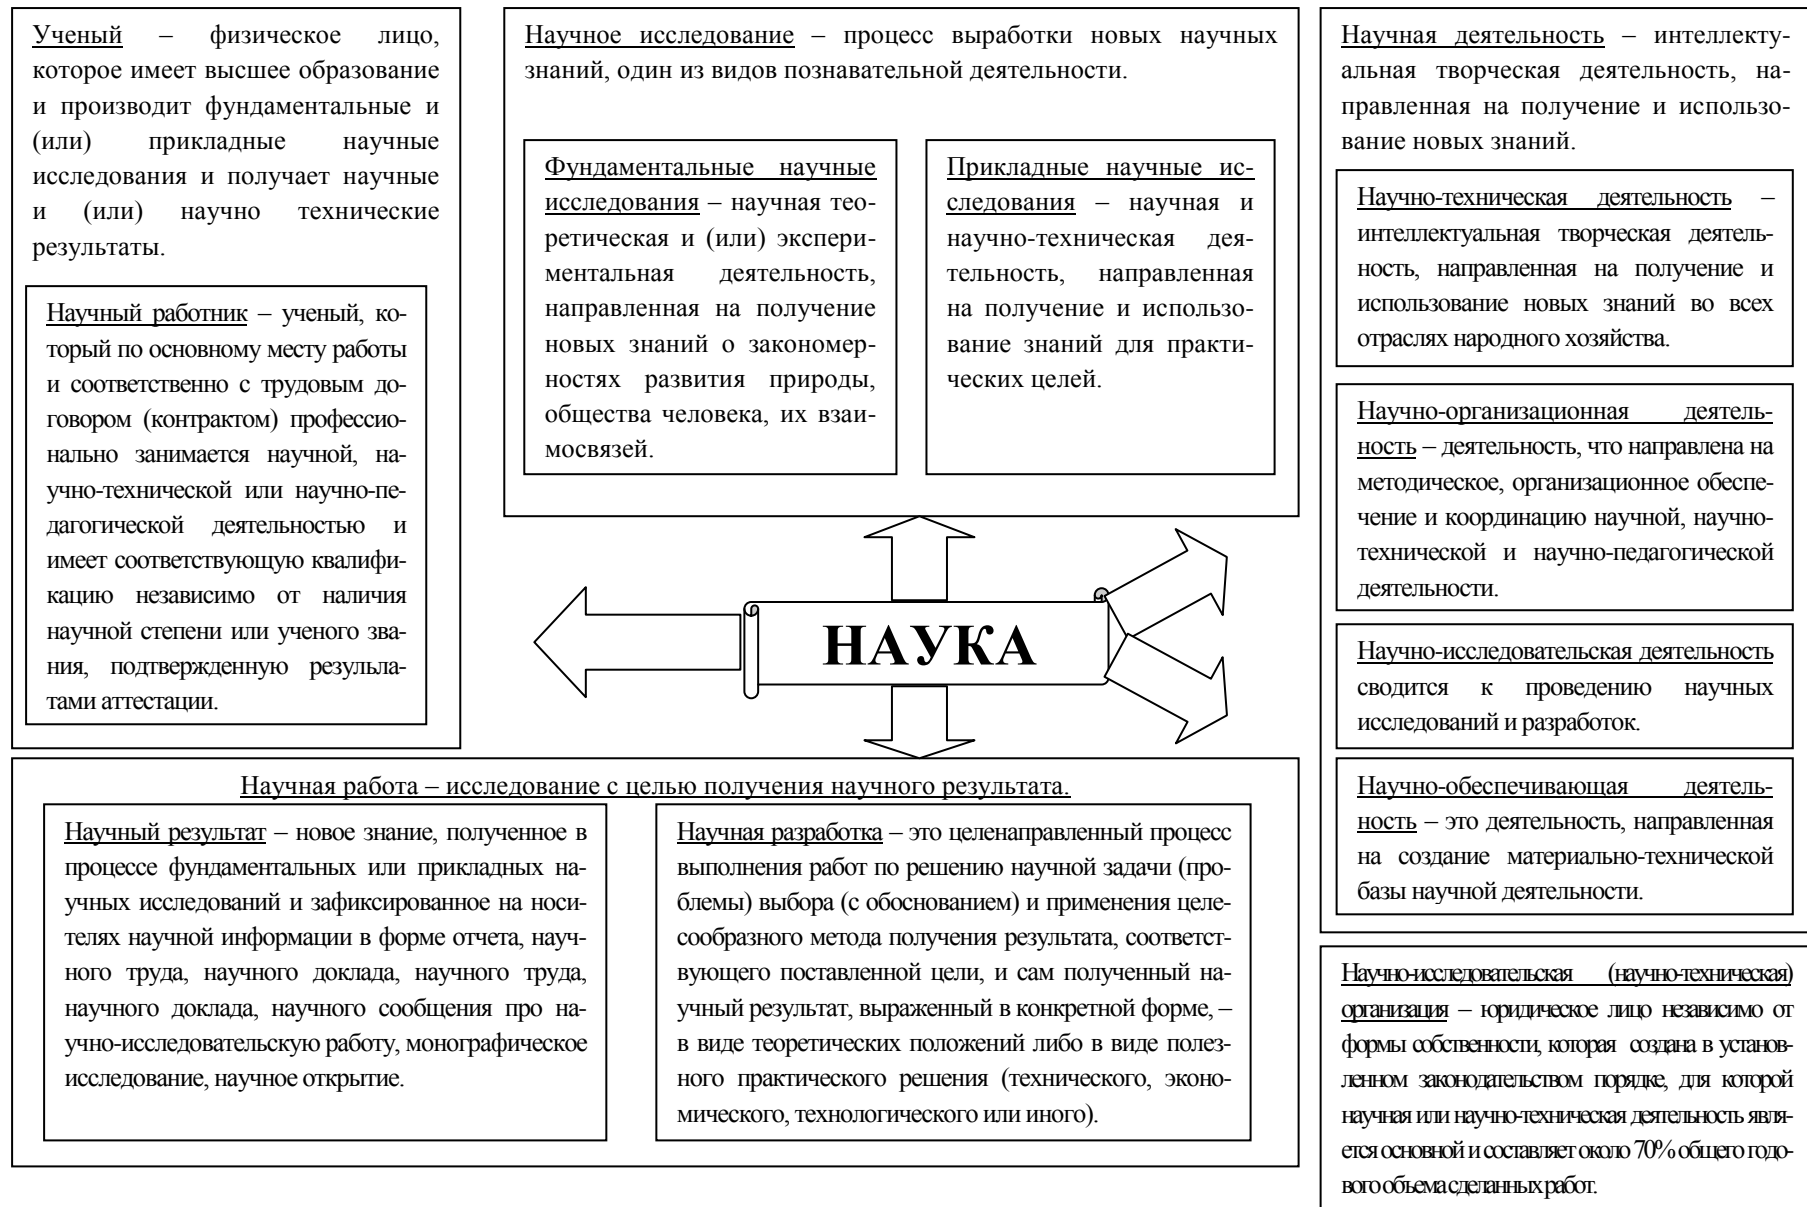 Ученый – физическое лицо,
которое имеет высшее образование
и производит фундаментальные и
(или) прикладные научные
исследования и получает научные
и (или) научно технические
результаты.
Научный работник – ученый, ко-
торый по основному месту работы
и соответственно с трудовым до-
говором (контрактом) профессио-
нально занимается научной, на-
учно-технической или научно-пе-
дагогической деятельностью и
имеет соответствующую квалифи-
кацию независимо от наличия
научной степени или ученого зва-
ния, подтвержденную результа-
тами аттестации.
Научное исследование – процесс выработки новых научных
знаний, один из видов познавательной деятельности.
Фундаментальные научные
исследования – научная тео-
ретическая и (или) экспери-
ментальная деятельность,
направленная на получение
новых знаний о закономер-
ностях развития природы,
общества человека, их взаи-
мосвязей.
Прикладные научные ис-
следования – научная и
научно-техническая дея-
тельность, направленная
на получение и использо-
вание знаний для практи-
ческих целей.
Научная деятельность – интеллекту-
альная творческая деятельность, на-
правленная на получение и использо-
вание новых знаний.
Научно-техническая деятельность –
интеллектуальная творческая деятель-
ность, направленная на получение и
использование новых знаний во всех
отраслях народного хозяйства.
Научно-организационная деятель-
ность – деятельность, что направлена на
методическое, организационное обеспе-
чение и координацию научной, научно-
технической и научно-педагогической
деятельности.
Научно-исследовательская деятельность
сводится к проведению научных
исследований и разработок.
Научно-обеспечивающая деятель-
ность – это деятельность, направленная
на создание материально-технической
базы научной деятельности.
НАУКА
Научная работа – исследование с целью получения научного результата.
Научный результат – новое знание, полученное в
процессе фундаментальных или прикладных на-
учных исследований и зафиксированное на носи-
телях научной информации в форме отчета, науч-
ного труда, научного доклада, научного труда,
научного доклада, научного сообщения про на-
учно-исследовательскую работу, монографическое
исследование, научное открытие.
Научная разработка – это целенаправленный процесс
выполнения работ по решению научной задачи (про-
блемы) выбора (с обоснованием) и применения целе-
сообразного метода получения результата, соответст-
вующего поставленной цели, и сам полученный на-
учный результат, выраженный в конкретной форме, –
в виде теоретических положений либо в виде полез-
ного практического решения (технического, эконо-
мического, технологического или иного).
Научно-исследовательская (научно-техническая)
организация – юридическое лицо независимо от
формы собственности, которая создана в установ-
ленном законодательством порядке, для которой
научная или научно-техническая деятельность явля-
ется основной и составляет около 70% общего годо-
вого объема сделанных работ.